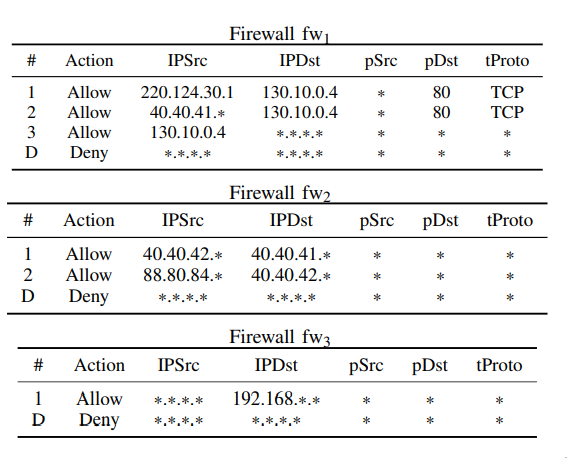 Firewall fw₁
# Action IPSrc IPDst pSrc pDst tProto
1 Allow 220.124.30.1 130.10.0.4 * 80 TCP
2 Allow 40.40.41.* 130.10.0.4 * 80 TCP
3 Allow 130.10.0.4 *.*.*.* * * *
D Deny *.*.*.* *.*.*.* * * *
Firewall fw₂
# Action IPSrc IPDst pSrc pDst tProto
1 Allow 40.40.42.* 40.40.41.* * * *
2 Allow 88.80.84.* 40.40.42.* * * *
D Deny *.*.*.* *.*.*.* * * *
Firewall fw₃
# Action IPSrc IPDst pSrc pDst tProto
1 Allow *.*.*.* 192.168.*.* * * *
D Deny *.*.*.* *.*.*.* * * *